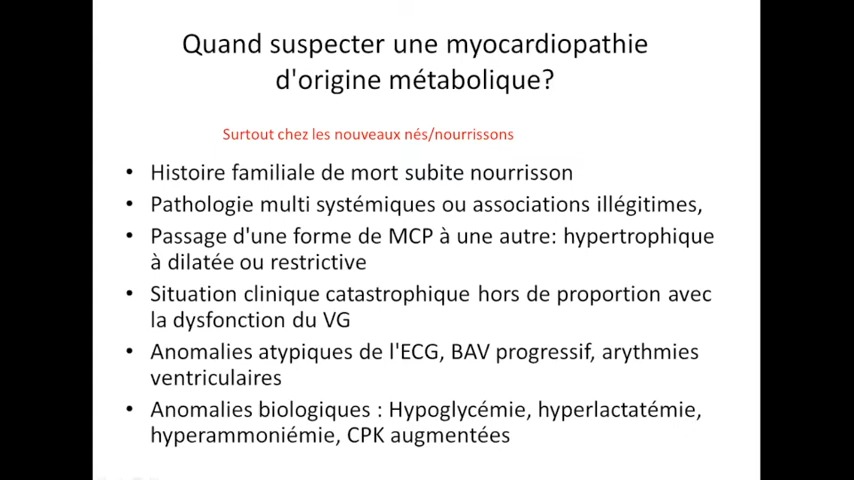 Quand suspecter une myocardiopathie
d'origine métabolique?
Surtout chez les nouveaux nés/nourrissons
• Histoire familiale de mort subite nourrisson
• Pathologie multi systémiques ou associations illégitimes,
• Passage d'une forme de MCP à une autre: hypertrophique
à dilatée ou restrictive
• Situation clinique catastrophique hors de proportion avec
la dysfonction du VG
• Anomalies atypiques de l'ECG, BAV progressif, arythmies
ventriculaires
• Anomalies biologiques : Hypoglycémie, hyperlactatémie,
hyperammoniémie, CPK augmentées